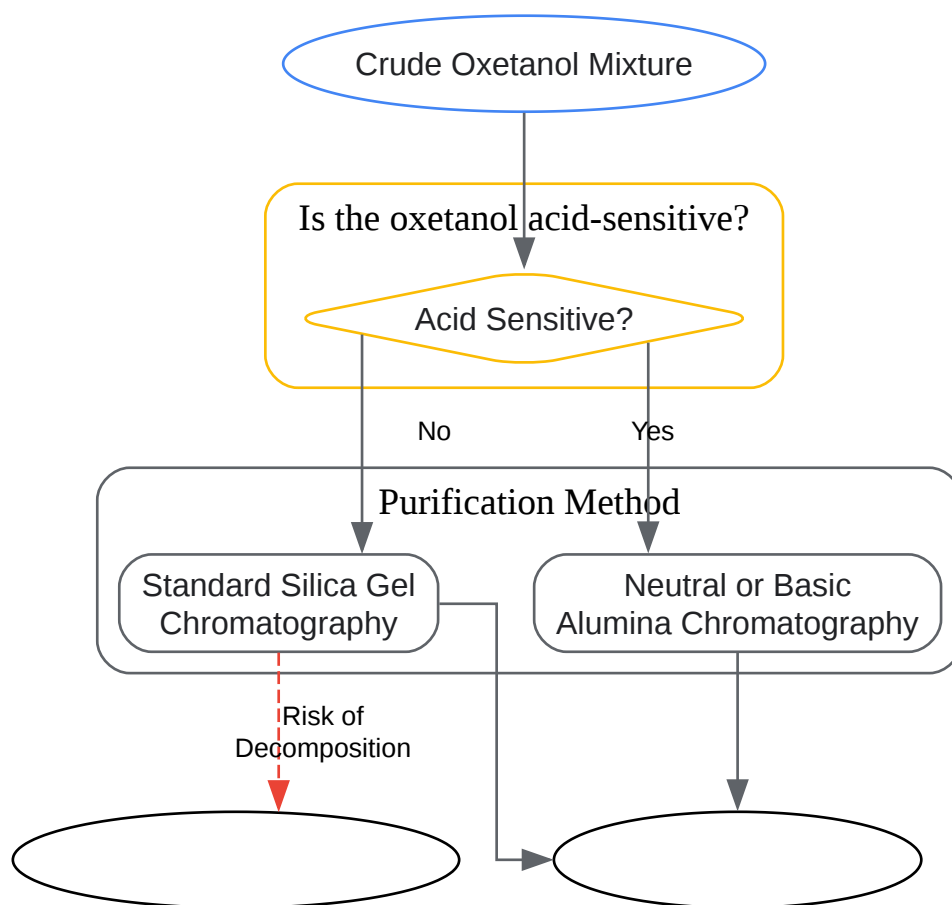 Crude Oxetanol Mixture
Is the oxetanol acid-sensitive?
Acid Sensitive?
No
Yes
Purification Method
Standard Silica Gel
Chromatography
Neutral or Basic
Alumina Chromatography
Risk of
Decomposition